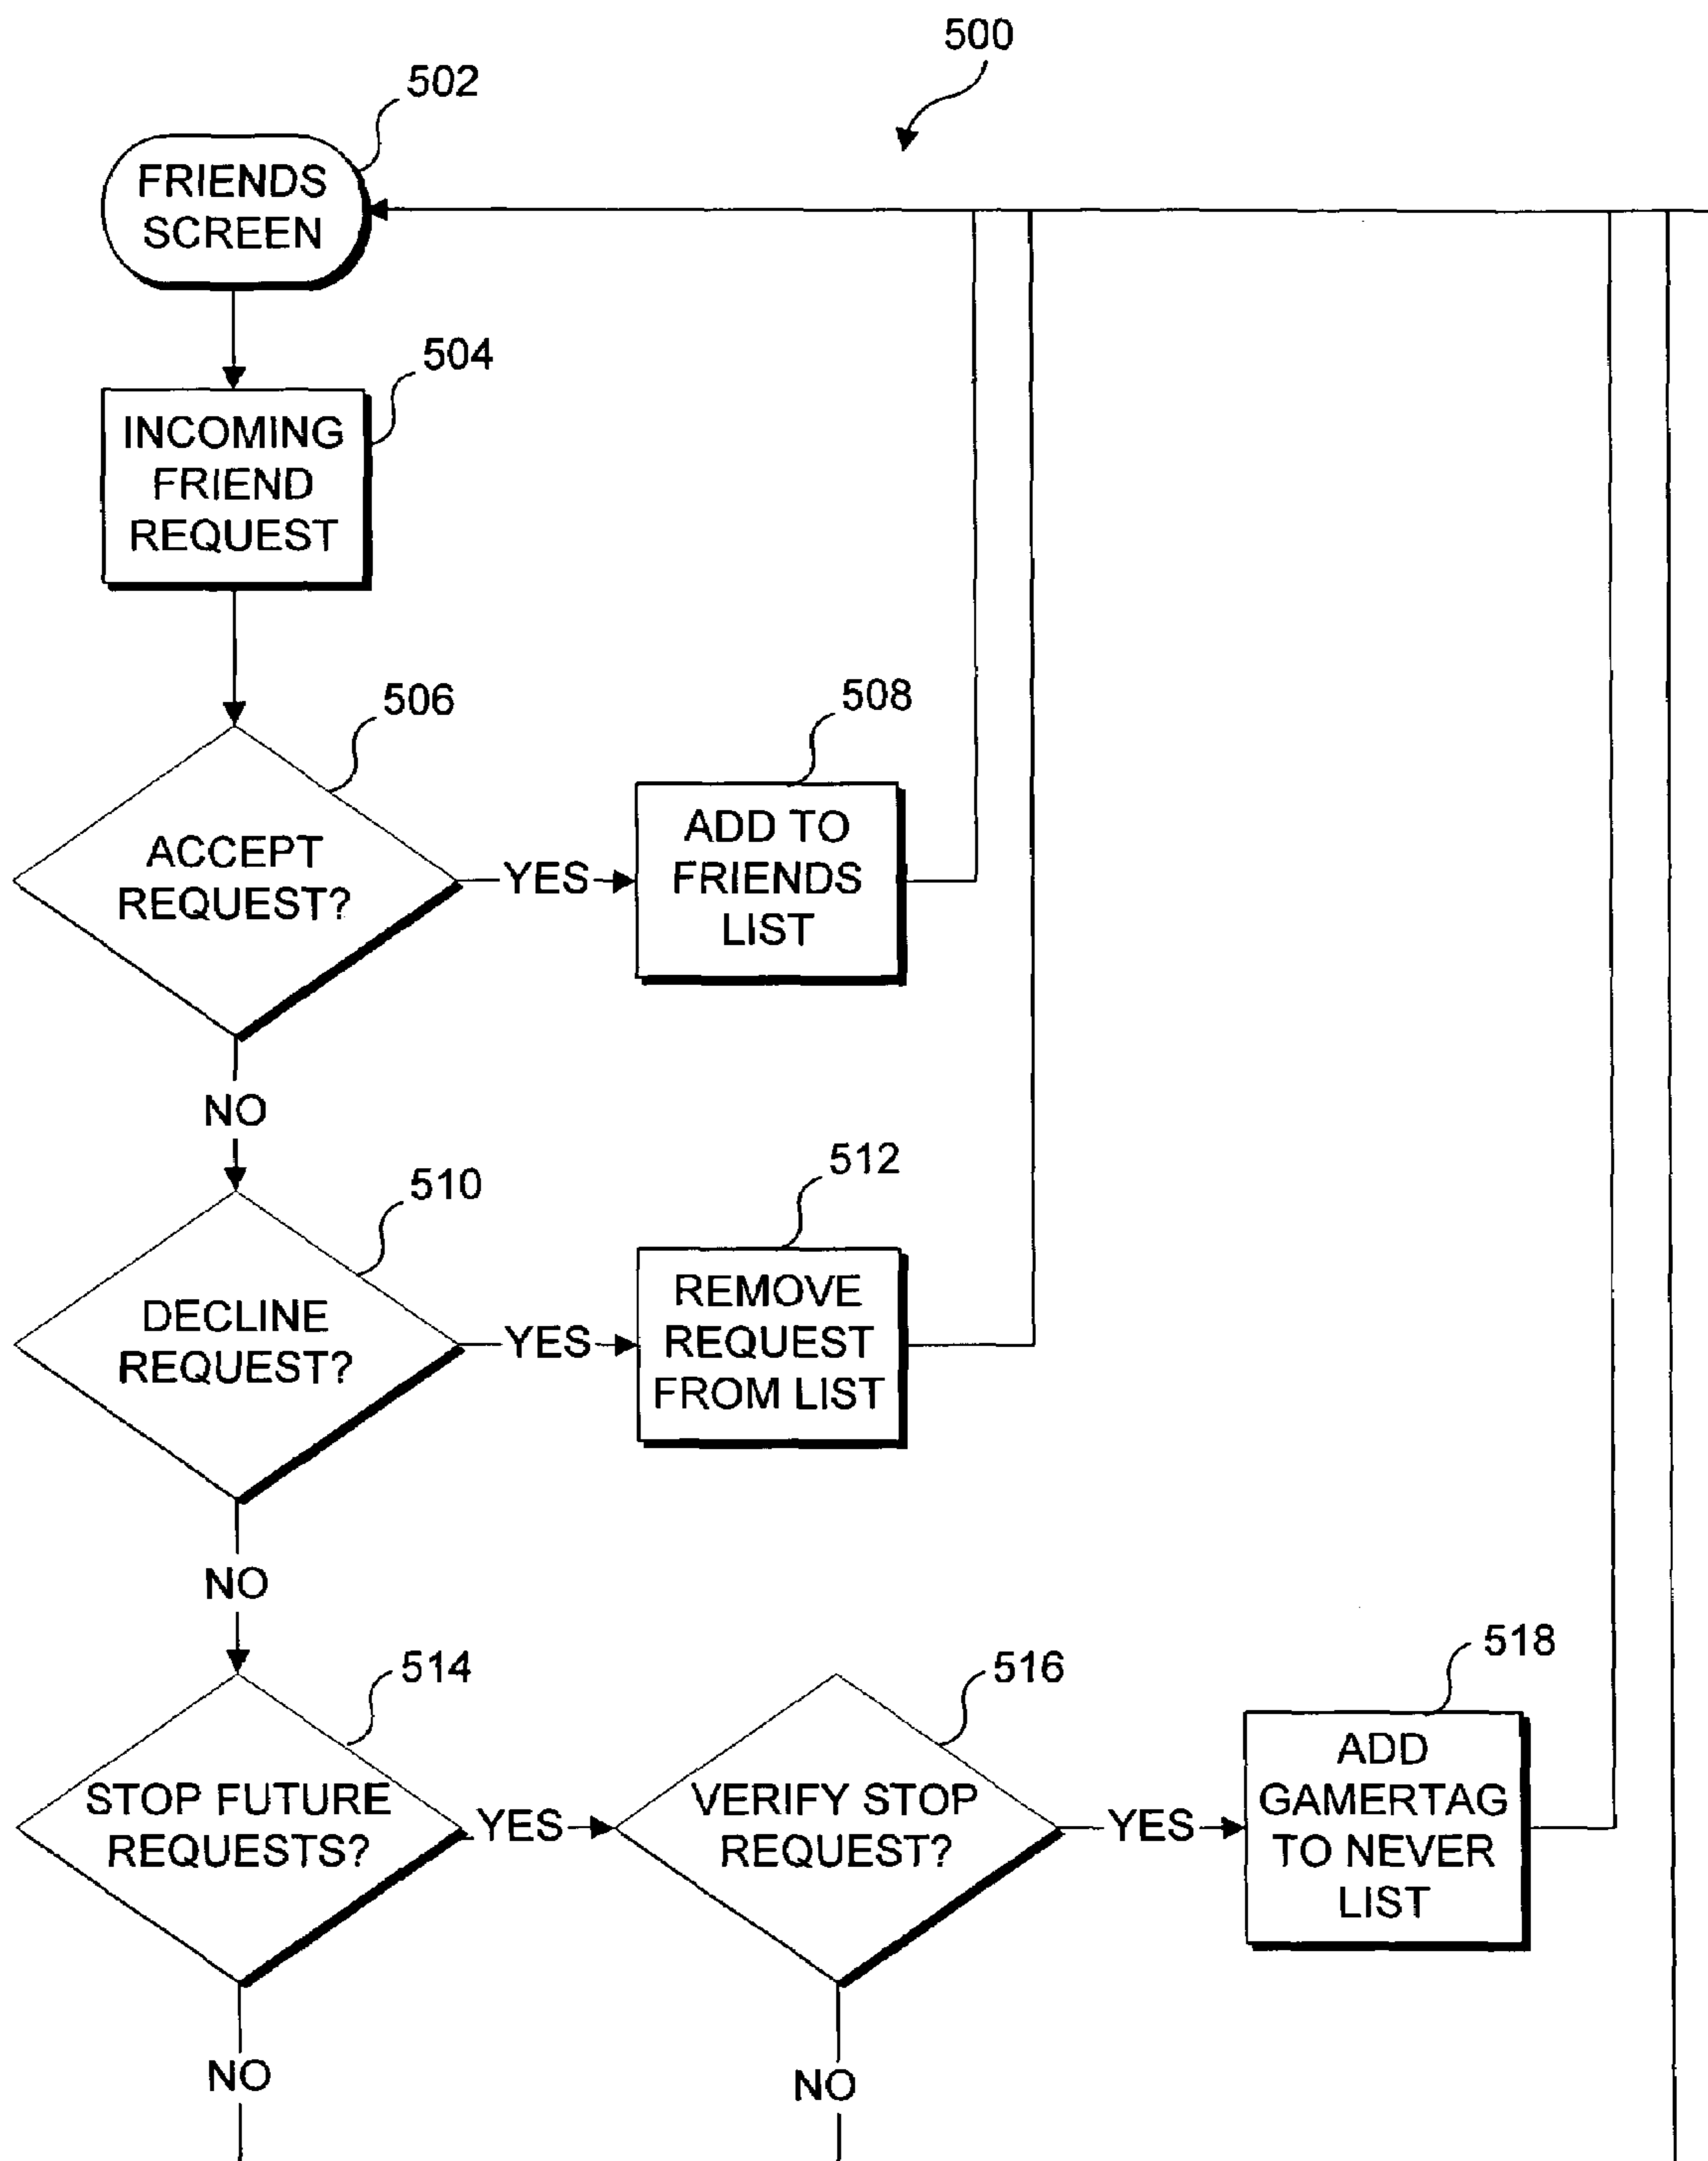 500
502
FRIENDS
SCREEN
504
INCOMING
FRIEND
REQUEST
506
ACCEPT
REQUEST?
YES
508
ADD TO
FRIENDS
LIST
NO
510
DECLINE
REQUEST?
YES
512
REMOVE
REQUEST
FROM LIST
NO
514
STOP FUTURE
REQUESTS?
YES
516
VERIFY STOP
REQUEST?
YES
518
ADD
GAMERTAG
TO NEVER
LIST
NO
NO